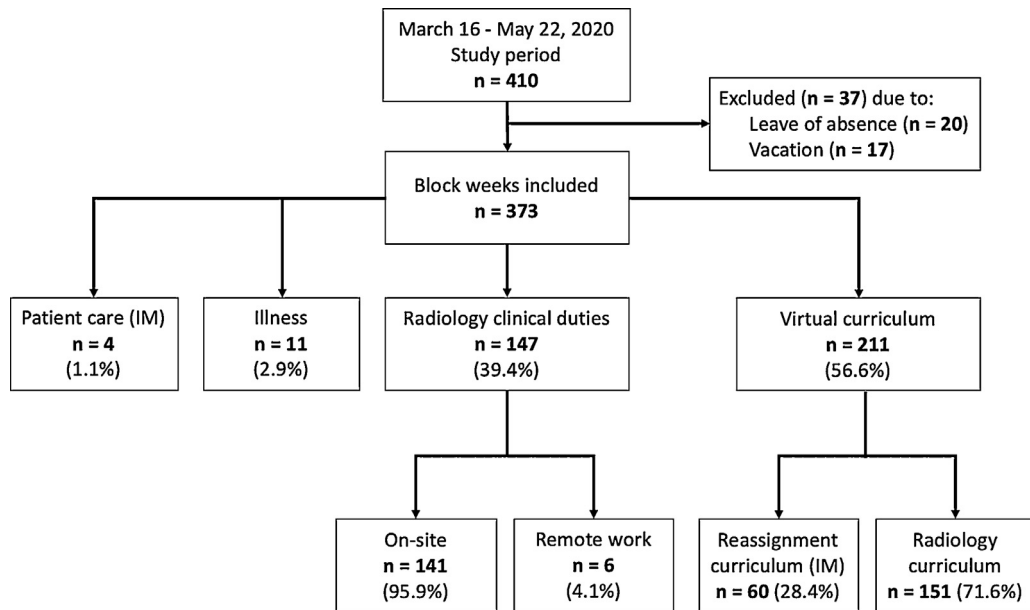 March 16 - May 22, 2020
Study period
n = 410
Excluded (n = 37) due to:
Leave of absence (n = 20)
Vacation (n = 17)
Block weeks included
n = 373
Patient care (IM)
n = 4
(1.1%)
Illness
n = 11
(2.9%)
Radiology clinical duties
n = 147
(39.4%)
Virtual curriculum
n = 211
(56.6%)
On-site
n = 141
(95.9%)
Remote work
n = 6
(4.1%)
Reassignment
curriculum (IM)
n = 60 (28.4%)
Radiology
curriculum
n = 151 (71.6%)